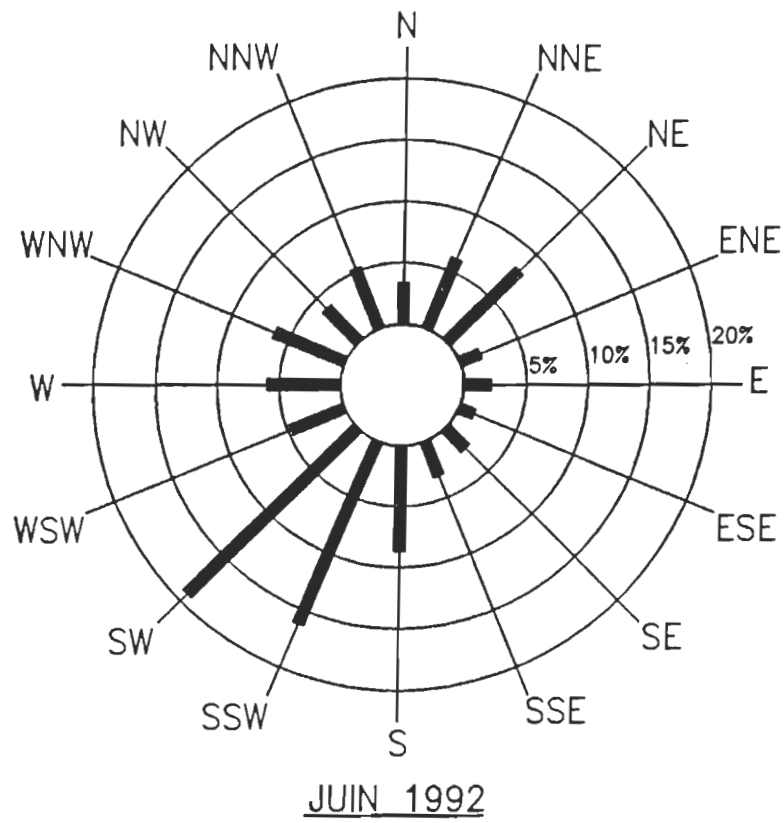 N
NNW NNE
NW NE
WNW ENE
5% 10% 15% 20%
W E
WSW ESE
SW SE
SSW SSE
S
JUIN 1992